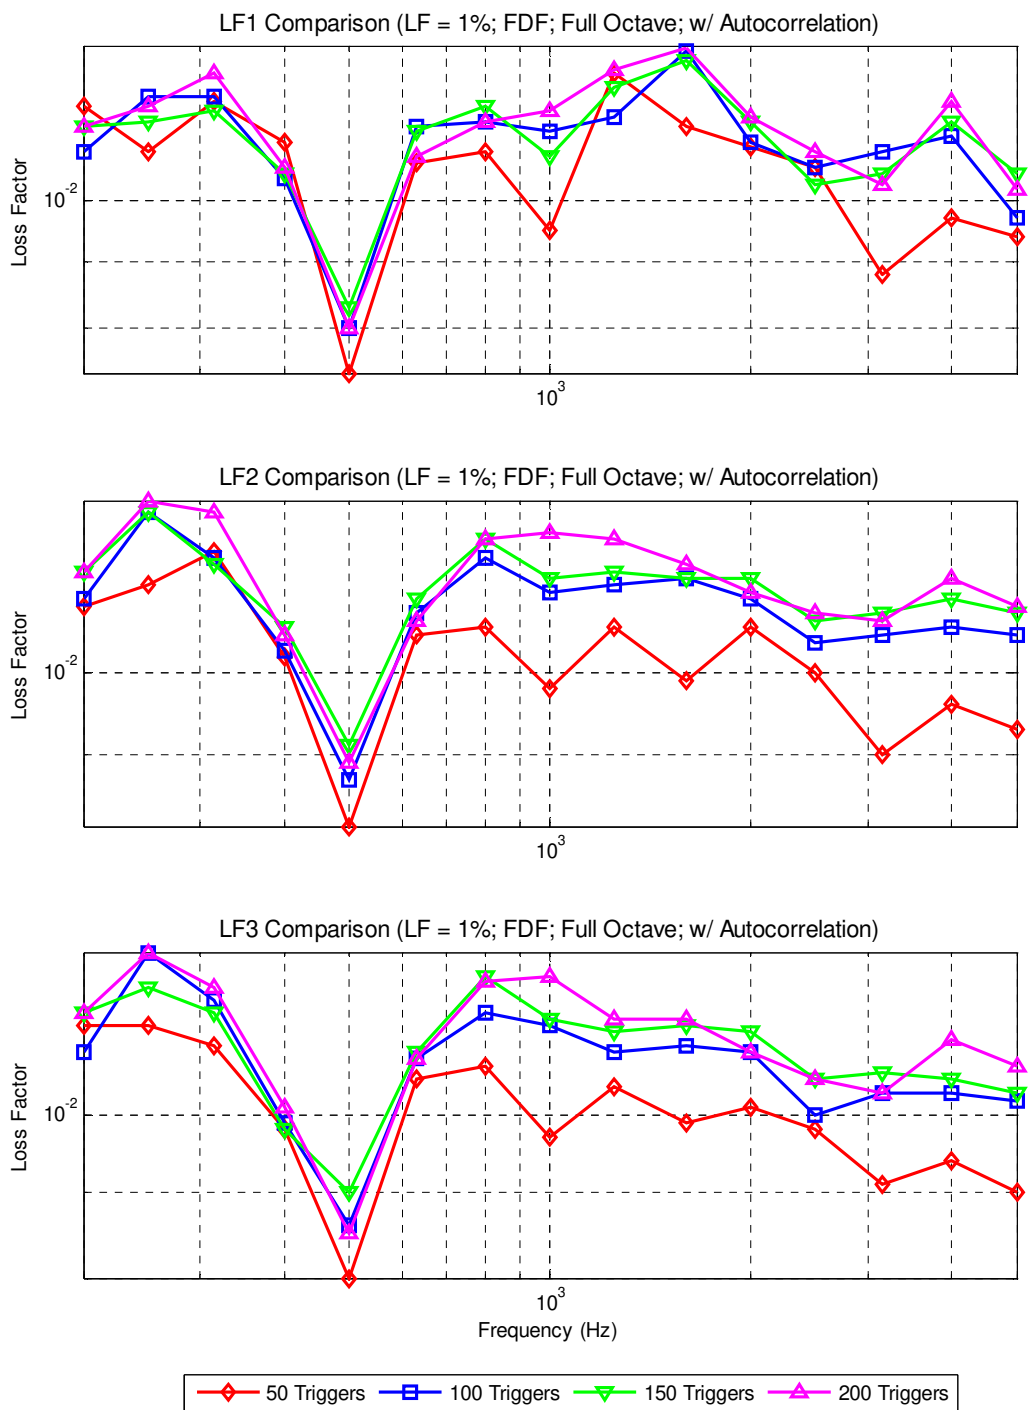 LF1 Comparison (LF = 1%; FDF; Full Octave; w/ Autocorrelation)
Loss Factor
10^-2
10^3
LF2 Comparison (LF = 1%; FDF; Full Octave; w/ Autocorrelation)
Loss Factor
10^-2
10^3
LF3 Comparison (LF = 1%; FDF; Full Octave; w/ Autocorrelation)
Loss Factor
10^-2
10^3
Frequency (Hz)
50 Triggers 100 Triggers 150 Triggers 200 Triggers